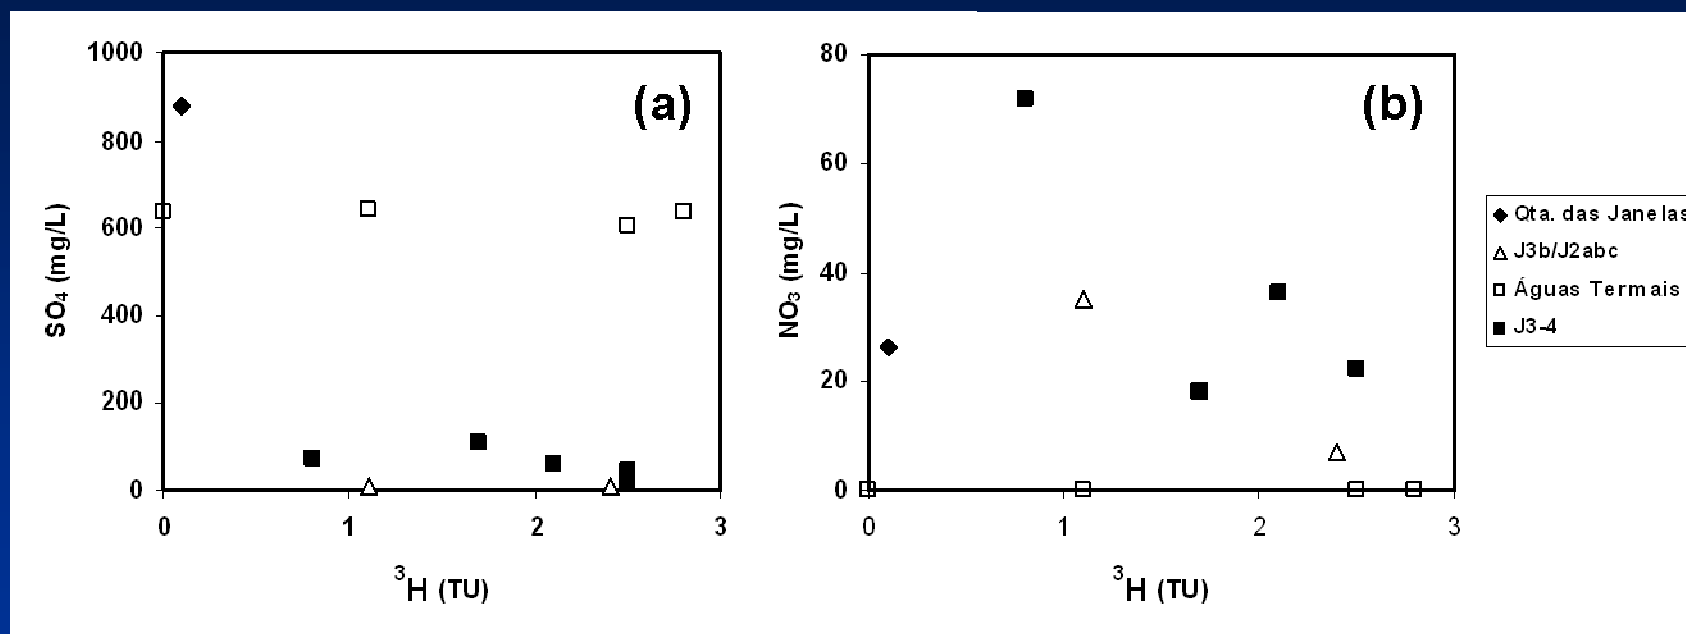 (a)
1000
800
600
400
200
0
0 1 2 3
SO₄ (mg/L)
³H (TU)
(b)
80
60
40
20
0
0 1 2 3
NO₃ (mg/L)
³H (TU)
Qta. das Janelas
J3b/J2abc
Águas Termais
J3-4